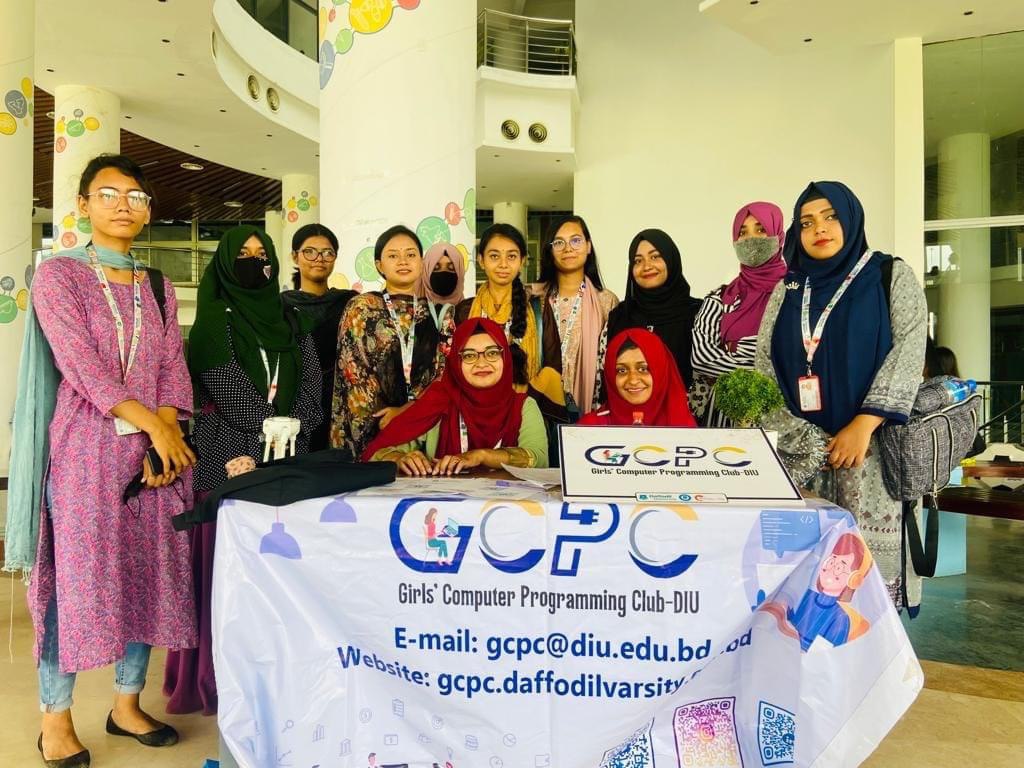 GCPC
Girls' Computer Programming Club-DIU
GCPC
Girls' Computer Programming Club-DIU
E-mail: gcpc@diu.edu.bd
Website: gcpc.daffodilvarsity.